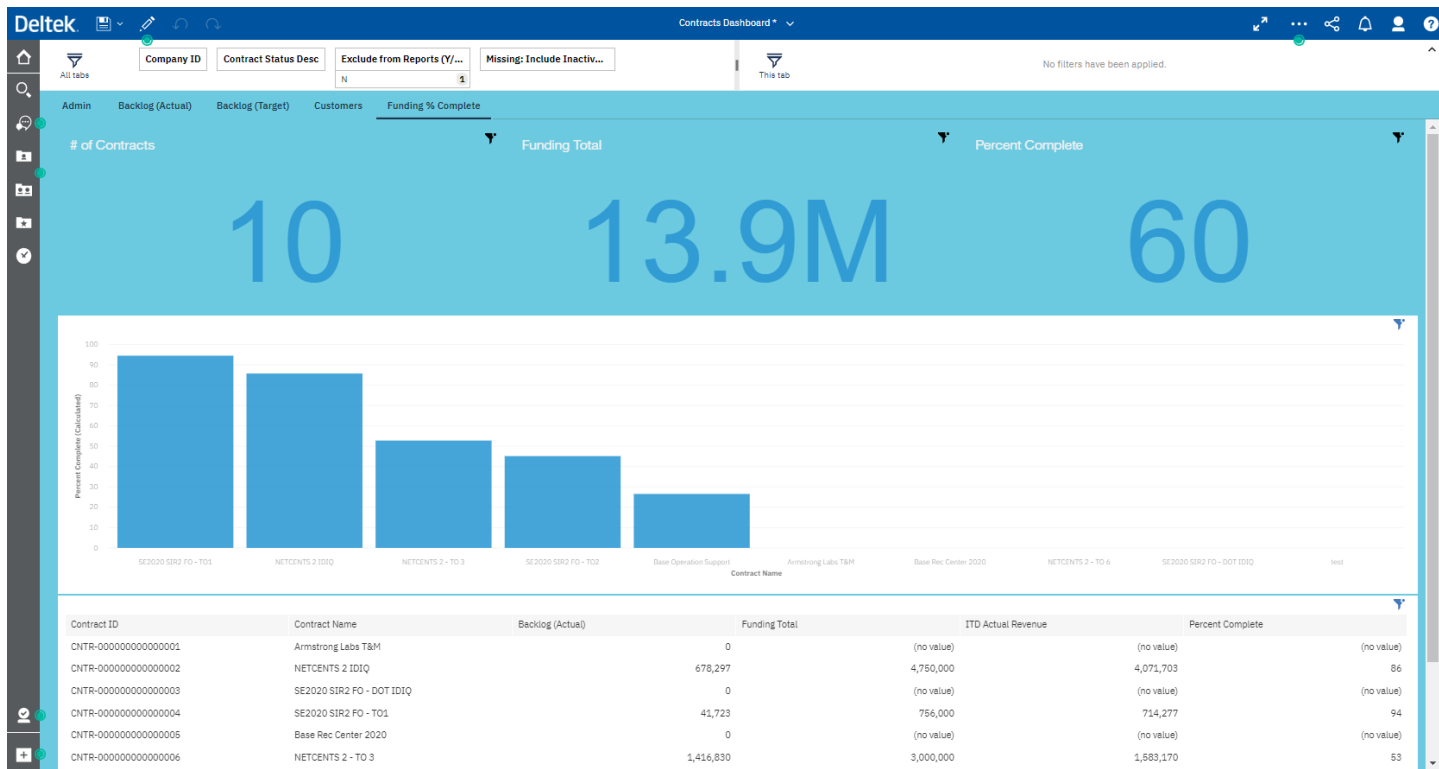 Deltek
Contracts Dashboard *
?
All tabs
Company ID
Contract Status Desc
Exclude from Reports (Y/...
N 1
Missing: Include Inactiv...
This tab
No filters have been applied.
Admin Backlog (Actual) Backlog (Target) Customers Funding % Complete
# of Contracts Funding Total Percent Complete
10 13.9M 60
Percent Complete (Calculated)
100
90
80
70
60
50
40
30
20
10
0
SE2020 SIR2 FO - TO1 NETCENTS 2 IDIQ NETCENTS 2 - TO 3 SE2020 SIR2 FO - TO2 Base Operation Support Armstrong Labs T&M Base Rec Center 2020 NETCENTS 2 - TO 6 SE2020 SIR2 FO - DOT IDIQ test
Contract Name
Contract ID Contract Name Backlog (Actual) Funding Total ITD Actual Revenue Percent Complete
CNTR-000000000000001 Armstrong Labs T&M 0 (no value) (no value) (no value)
CNTR-000000000000002 NETCENTS 2 IDIQ 678,297 4,750,000 4,071,703 86
CNTR-000000000000003 SE2020 SIR2 FO - DOT IDIQ 0 (no value) (no value) (no value)
CNTR-000000000000004 SE2020 SIR2 FO - TO1 41,723 756,000 714,277 94
CNTR-000000000000005 Base Rec Center 2020 0 (no value) (no value) (no value)
CNTR-000000000000006 NETCENTS 2 - TO 3 1,416,830 3,000,000 1,583,170 53